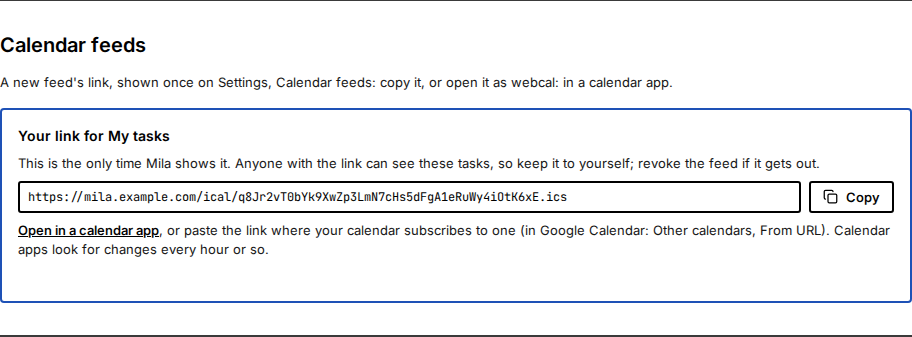 Calendar feeds
A new feed's link, shown once on Settings, Calendar feeds: copy it, or open it as webcal: in a calendar app.
Your link for My tasks
This is the only time Mila shows it. Anyone with the link can see these tasks, so keep it to yourself; revoke the feed if it gets out.
https://mila.example.com/ical/q8Jr2vT0bYk9XwZp3LmN7cHs5dFgA1eRuWy4iOtK6xE.ics
Copy
Open in a calendar app, or paste the link where your calendar subscribes to one (in Google Calendar: Other calendars, From URL). Calendar
apps look for changes every hour or so.